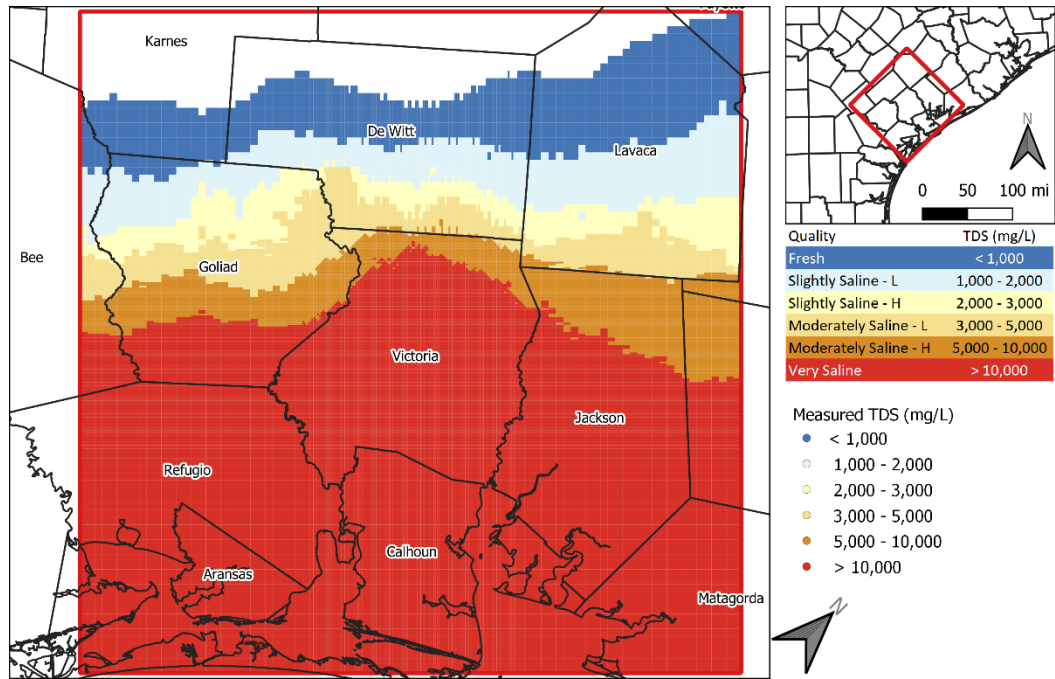 Karnes
De Witt
Lavaca
Bee
Goliad
Victoria
Jackson
Refugio
Calhoun
Aransas
Matagorda
N
N
0 50 100 mi
Quality TDS (mg/L)
Fresh < 1,000
Slightly Saline - L 1,000 - 2,000
Slightly Saline - H 2,000 - 3,000
Moderately Saline - L 3,000 - 5,000
Moderately Saline - H 5,000 - 10,000
Very Saline > 10,000
Measured TDS (mg/L)
< 1,000
1,000 - 2,000
2,000 - 3,000
3,000 - 5,000
5,000 - 10,000
> 10,000